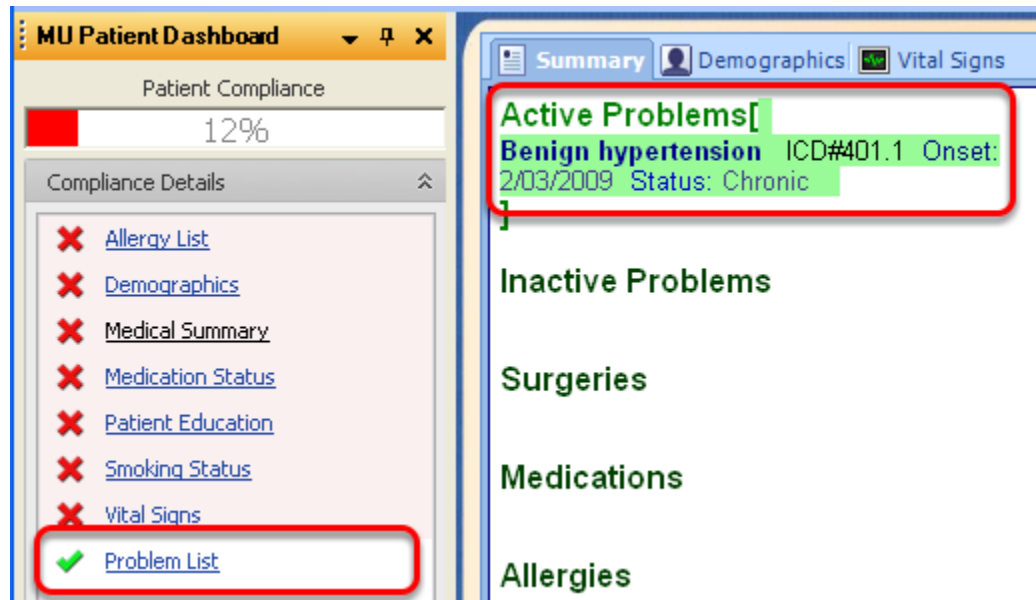 MU Patient Dashboard
Patient Compliance
12%
Compliance Details
Allergy List
Demographics
Medical Summary
Medication Status
Patient Education
Smoking Status
Vital Signs
Problem List
Summary Demographics Vital Signs
Active Problems[
Benign hypertension ICD#401.1 Onset:
2/03/2009 Status: Chronic
]
Inactive Problems
Surgeries
Medications
Allergies